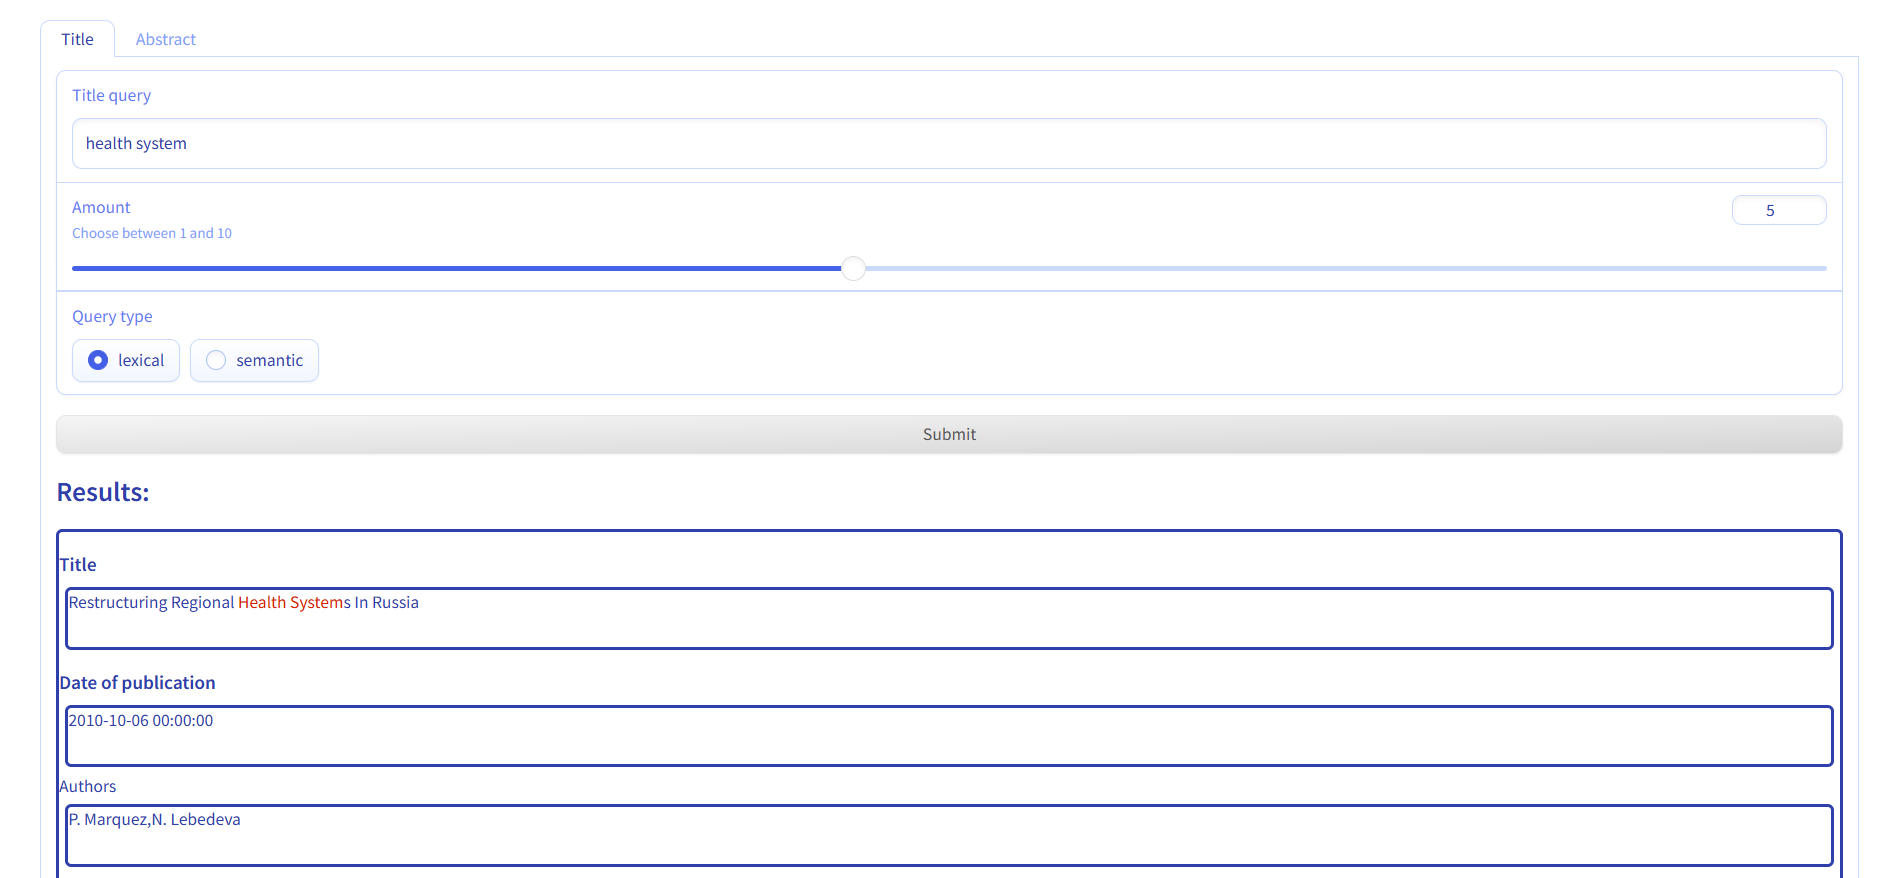 Title Abstract
Title query
health system
Amount 5
Choose between 1 and 10
Query type
lexical semantic
Submit
Results:
Title
Restructuring Regional Health Systems In Russia
Date of publication
2010-10-06 00:00:00
Authors
P. Marquez,N. Lebedeva